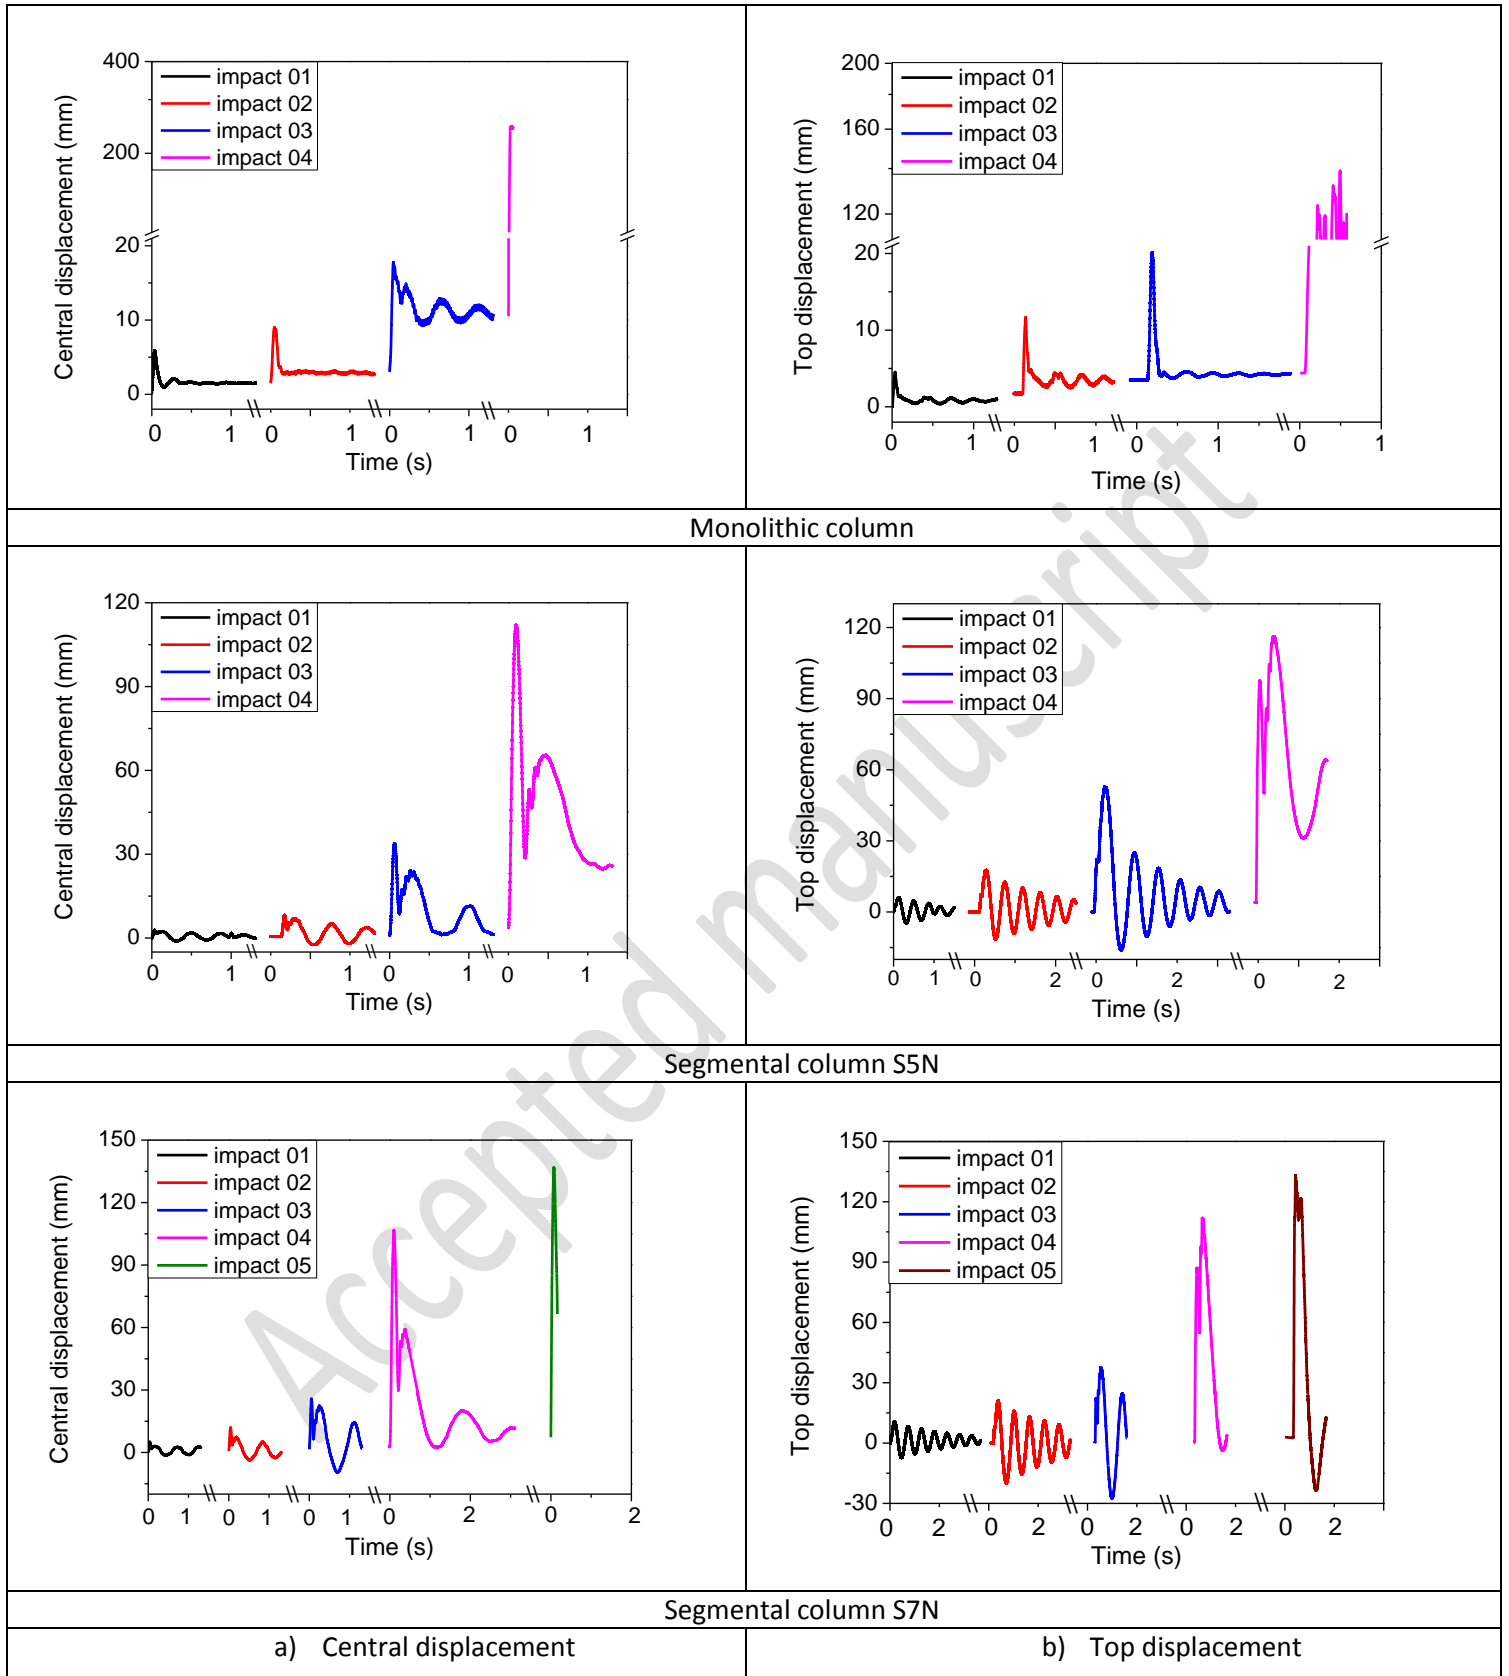 400
200
20
10
0
Central displacement (mm)
impact 01
impact 02
impact 03
impact 04
0 1 0 1 0 1 0 1
Time (s)
200
160
120
20
10
0
Top displacement (mm)
impact 01
impact 02
impact 03
impact 04
0 1 0 1 0 1 0 1
Time (s)
Monolithic column
120
90
60
30
0
Central displacement (mm)
impact 01
impact 02
impact 03
impact 04
0 1 0 1 0 1 0 1
Time (s)
120
90
60
30
0
Top displacement (mm)
impact 01
impact 02
impact 03
impact 04
0 1 0 2 0 2 0 2
Time (s)
Segmental column S5N
150
120
90
60
30
0
Central displacement (mm)
impact 01
impact 02
impact 03
impact 04
impact 05
0 1 0 1 0 1 0 2 0 2
Time (s)
150
120
90
60
30
0
-30
Top displacement (mm)
impact 01
impact 02
impact 03
impact 04
impact 05
0 2 0 2 0 2 0 2 0 2
Time (s)
Segmental column S7N
a) Central displacement
b) Top displacement
Accepted manuscript